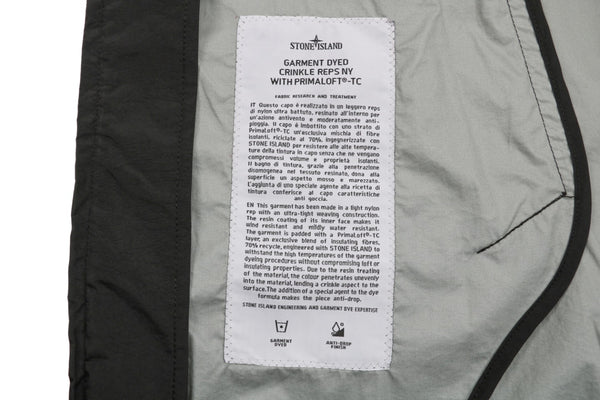 STONE ISLAND
GARMENT DYED
CRINKLE REPS NY
WITH PRIMALOFT®-TC
FABRIC RESEARCH AND TREATMENT
IT Questo capo è realizzato in un leggero reps
di nylon ultra battuto, resinato all'interno per
un'azione antivento e moderatamente anti-
pioggia. Il capo è imbottito con uno strato di
PrimaLoft®-TC un'esclusiva mischia di fibre
isolanti, riciclate al 70%, ingegnerizzate con
STONE ISLAND per resistere alle alte tempera-
ture della tintura in capo senza che ne vengano
compromessi volume e proprietà isolanti.
Il bagno di tintura, grazie alla penetrazione
disomogenea nel tessuto resinato, dona alla
superficie un aspetto mosso e marezzato.
L'aggiunta di uno speciale agente alla ricetta di
tintura conferisce al capo caratteristiche
anti goccia.
EN This garment has been made in a light nylon
rep with an ultra-tight weaving construction.
The resin coating of its inner face makes it
wind resistant and mildly water resistant.
The garment is padded with a PrimaLoft®-TC
layer, an exclusive blend of insulating fibres,
70% recycle, engineered with STONE ISLAND to
withstand the high temperatures of the garment
dyeing procedures without compromising loft or
insulating properties. Due to the resin treating
of the material, the colour penetrates unevenly
into the material, lending a crinkle aspect to the
surface. The addition of a special agent to the dye
formula makes the piece anti-drop.
STONE ISLAND ENGINEERING AND GARMENT DYE EXPERTISE
GARMENT
DYED
ANTI-DROP
FINISH